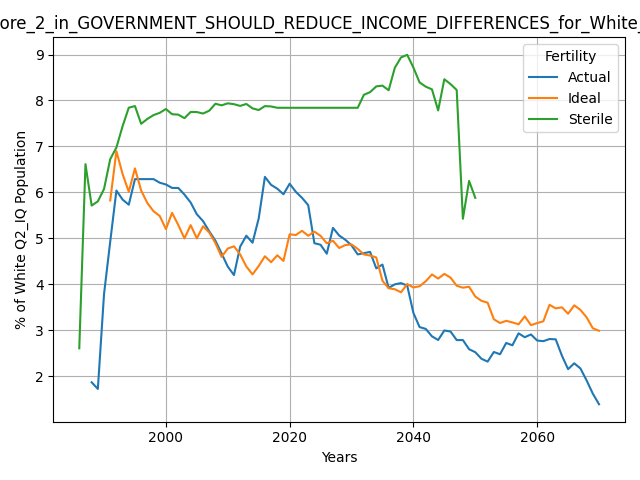 ore_2_in_GOVERNMENT_SHOULD_REDUCE_INCOME_DIFFERENCES_for_White_
Fertility
Actual
Ideal
Sterile
% of White Q2_IQ Population
9
8
7
6
5
4
3
2
2000
2020
2040
2060
Years